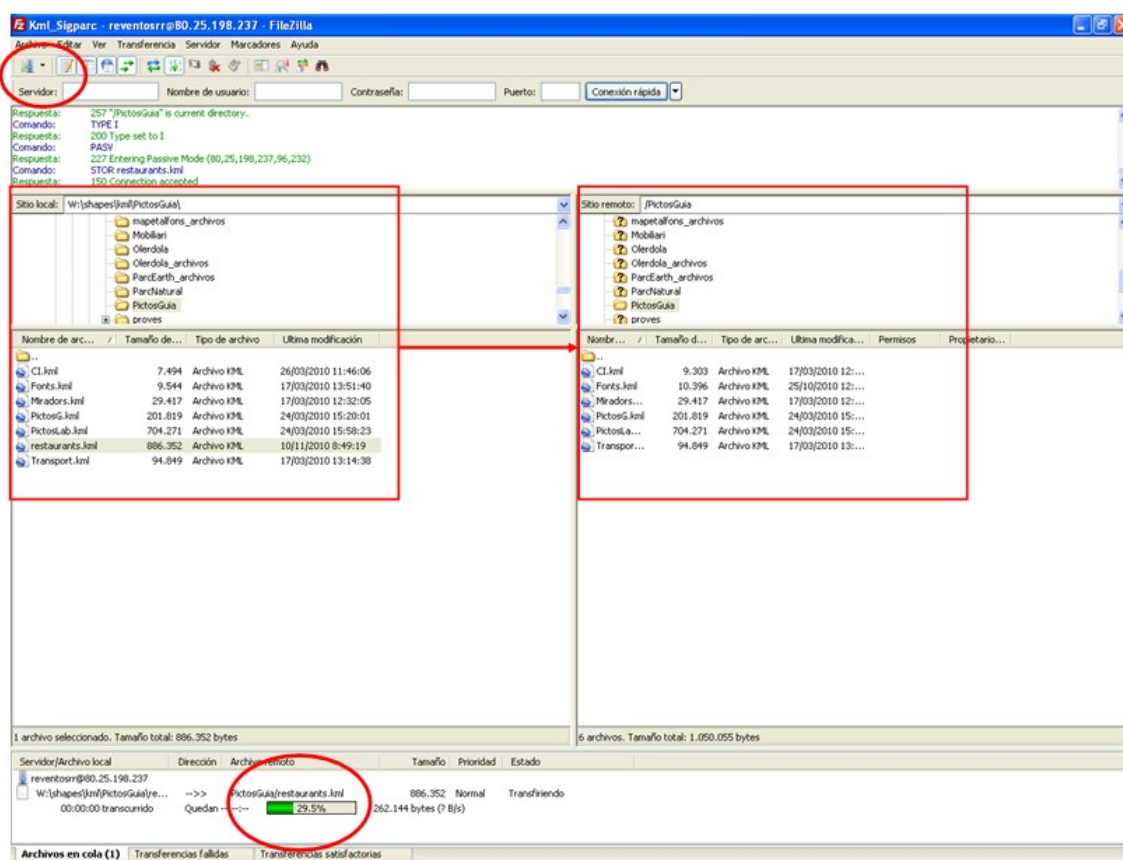 Kml_Sigparc - reventosrr@80.25.198.237 - FileZilla
Archivo Editar Ver Transferencia Servidor Marcadores Ayuda
Servidor: Nombre de usuario: Contraseña: Puerto: Conexión rápida
Respuesta: 257 "/PictosGuia" is current directory.
Comando: TYPE I
Respuesta: 200 Type set to I
Comando: PASV
Respuesta: 227 Entering Passive Mode (80,25,198,237,96,232)
Comando: STOR restaurants.kml
Respuesta: 150 Connection accepted
Sitio local: W:\shapes\kml\PictosGuia\
mapetalfons_archivos
Mobiliari
Olerdola
Olerdola_archivos
ParcEarth_archivos
ParcNatural
PictosGuia
proves
Nombre de arc... Tamaño de... Tipo de archivo Ultima modificación
..
CI.kml 7.494 Archivo KML 26/03/2010 11:46:06
Fonts.kml 9.544 Archivo KML 17/03/2010 13:51:40
Miradors.kml 29.417 Archivo KML 17/03/2010 12:32:05
PictosG.kml 201.819 Archivo KML 24/03/2010 15:20:01
PictosLab.kml 704.271 Archivo KML 24/03/2010 15:58:23
restaurants.kml 886.352 Archivo KML 10/11/2010 8:49:19
Transport.kml 94.849 Archivo KML 17/03/2010 13:14:38
1 archivo seleccionado. Tamaño total: 886.352 bytes
Sitio remoto: /PictosGuia
mapetalfons_archivos
Mobiliari
Olerdola
Olerdola_archivos
ParcEarth_archivos
ParcNatural
PictosGuia
proves
Nombr... Tamaño d... Tipo de arc... Ultima modifica... Permisos Propietario...
..
CI.kml 9.303 Archivo KML 17/03/2010 12:...
Fonts.kml 10.396 Archivo KML 25/10/2010 12:...
Miradors... 29.417 Archivo KML 17/03/2010 12:...
PictosG.kml 201.819 Archivo KML 24/03/2010 15:...
PictosLa... 704.271 Archivo KML 24/03/2010 15:...
Transpor... 94.849 Archivo KML 17/03/2010 13:...
6 archivos. Tamaño total: 1.050.055 bytes
Servidor/Archivo local Dirección Archivo remoto Tamaño Prioridad Estado
reventosrr@80.25.198.237
W:\shapes\kml\PictosGuia\re... -->> /PictosGuia/restaurants.kml 886.352 Normal Transfiriendo
00:00:00 transcurrido Quedan --:--:-- 29.5% 262.144 bytes (? B/s)
Archivos en cola (1) Transferencias fallidas Transferencias satisfactorias